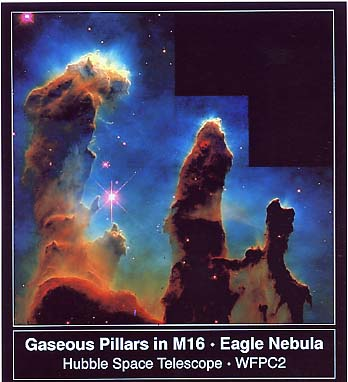 Gaseous Pillars in M16 • Eagle Nebula
Hubble Space Telescope • WFPC2